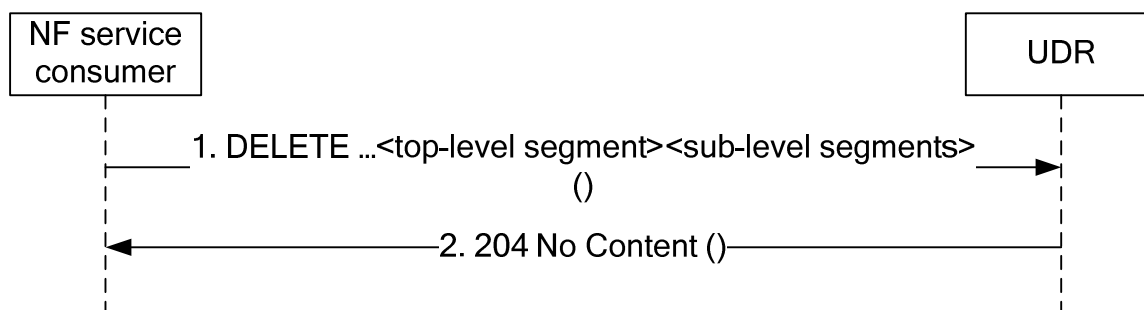 NF service
consumer
UDR
1. DELETE …<top-level segment><sub-level segments>
()
2. 204 No Content ()